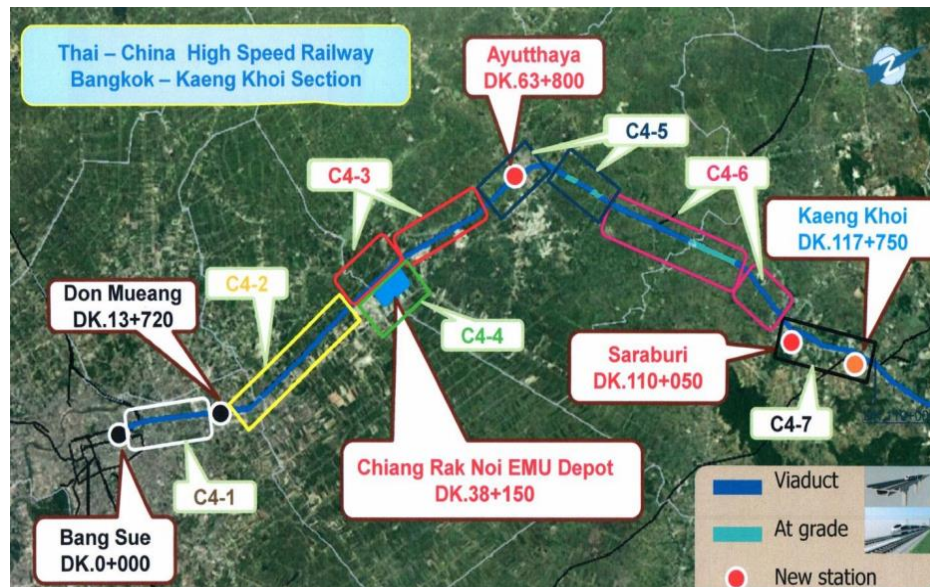 Thai – China High Speed Railway
Bangkok – Kaeng Khoi Section
Ayutthaya
DK.63+800
C4-5
C4-3
C4-6
Kaeng Khoi
DK.117+750
Don Mueang
DK.13+720
C4-2
C4-4
Saraburi
DK.110+050
C4-7
Chiang Rak Noi EMU Depot
DK.38+150
C4-1
Bang Sue
DK.0+000
Viaduct
At grade
New station